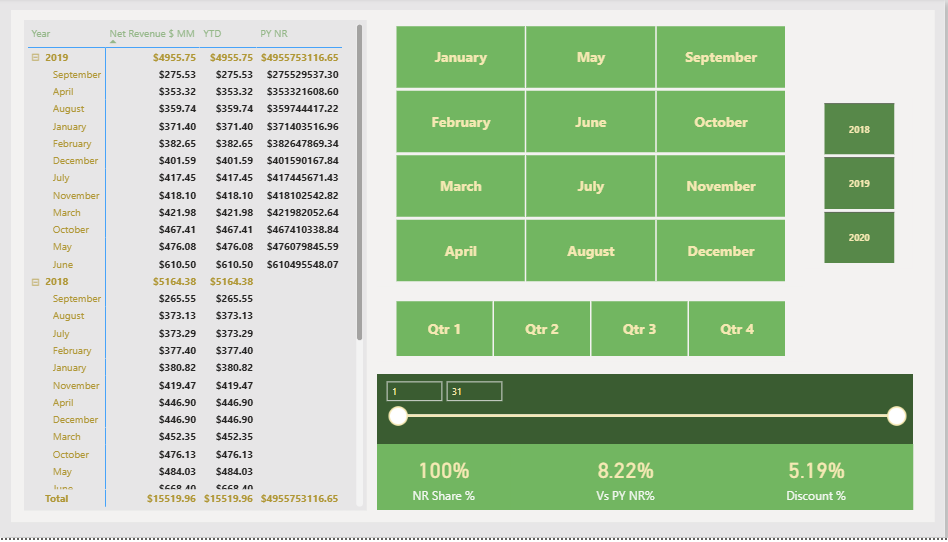 Year Net Revenue $ MM YTD PY NR
2019 $4955.75 $4955.75 $4955753116.65
September $275.53 $275.53 $275529537.30
April $353.32 $353.32 $353321608.60
August $359.74 $359.74 $359744417.22
January $371.40 $371.40 $371403516.96
February $382.65 $382.65 $382647869.34
December $401.59 $401.59 $401590167.84
July $417.45 $417.45 $417445671.43
November $418.10 $418.10 $418102542.82
March $421.98 $421.98 $421982052.64
October $467.41 $467.41 $467410338.84
May $476.08 $476.08 $476079845.59
June $610.50 $610.50 $610495548.07
2018 $5164.38 $5164.38
September $265.55 $265.55
August $373.13 $373.13
July $373.29 $373.29
February $377.40 $377.40
January $380.82 $380.82
November $419.47 $419.47
April $446.90 $446.90
December $446.90 $446.90
March $452.35 $452.35
October $476.13 $476.13
May $484.03 $484.03
June $668.40 $668.40
Total $15519.96 $15519.96 $4955753116.65
January May September
February June October
March July November
April August December
Qtr 1 Qtr 2 Qtr 3 Qtr 4
2018
2019
2020
1 31
100% 8.22% 5.19%
NR Share % Vs PY NR% Discount %